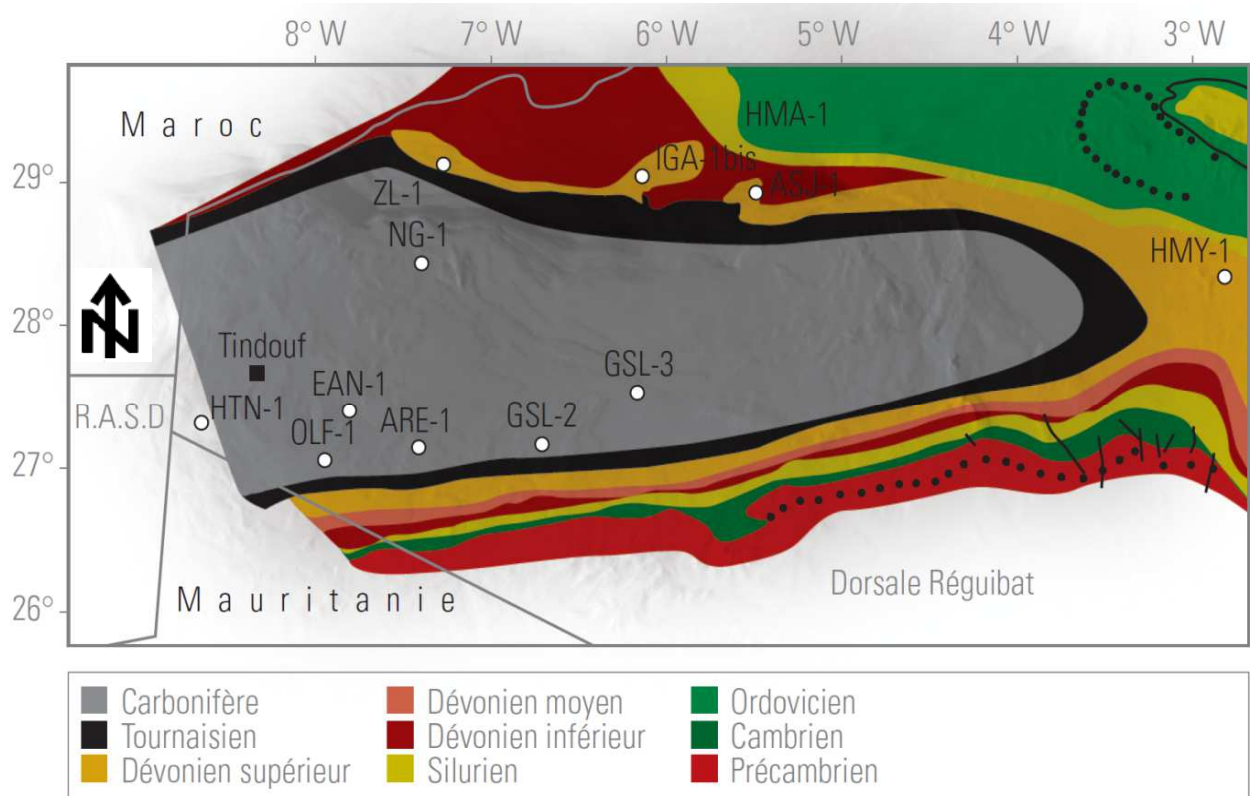 8° W 7° W 6° W 5° W 4° W 3° W
Maroc
HMA-1
29°
ZL-1
IGA-1bis
ASJ-1
NG-1
HMY-1
N
28°
Tindouf
GSL-3
EAN-1
R.A.S.D
HTN-1
OLF-1
ARE-1
GSL-2
27°
26°
Mauritanie
Dorsale Réguibat
Carbonifère
Tournaisien
Dévonien supérieur
Dévonien moyen
Dévonien inférieur
Silurien
Ordovicien
Cambrien
Précambrien